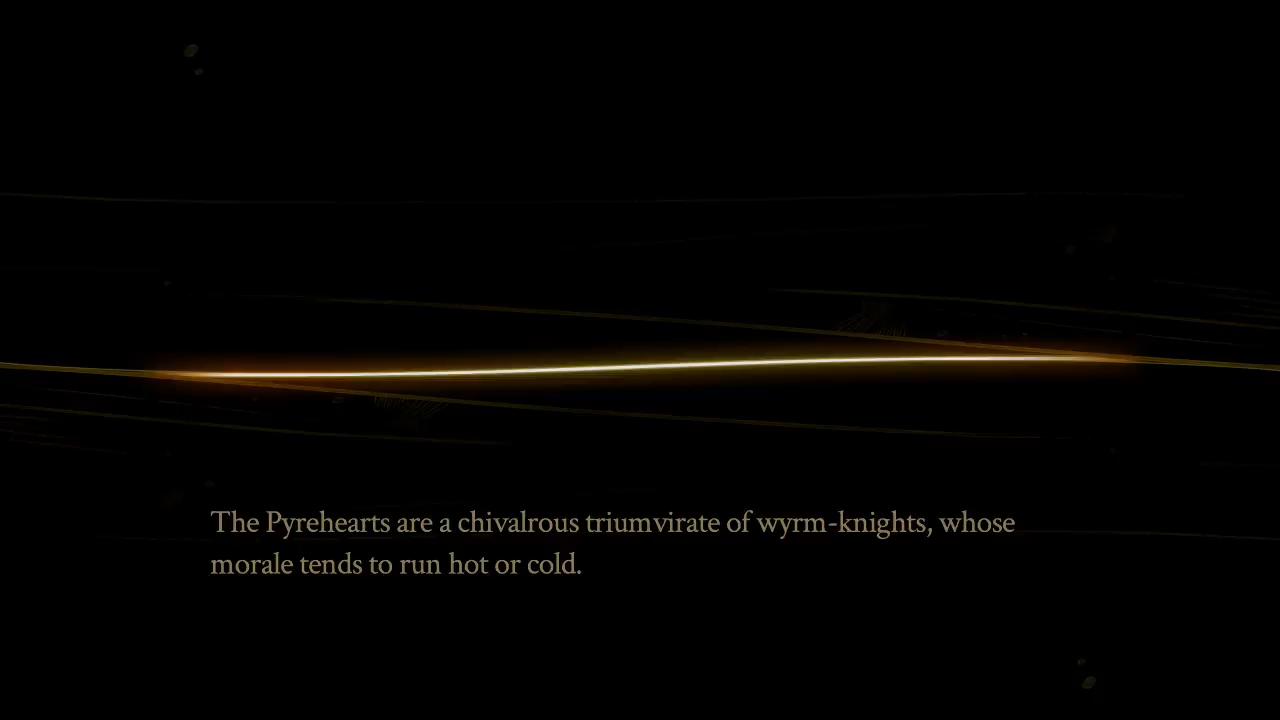 The Pyrehearts are a chivalrous triumvirate of wyrm-knights, whose
morale tends to run hot or cold.